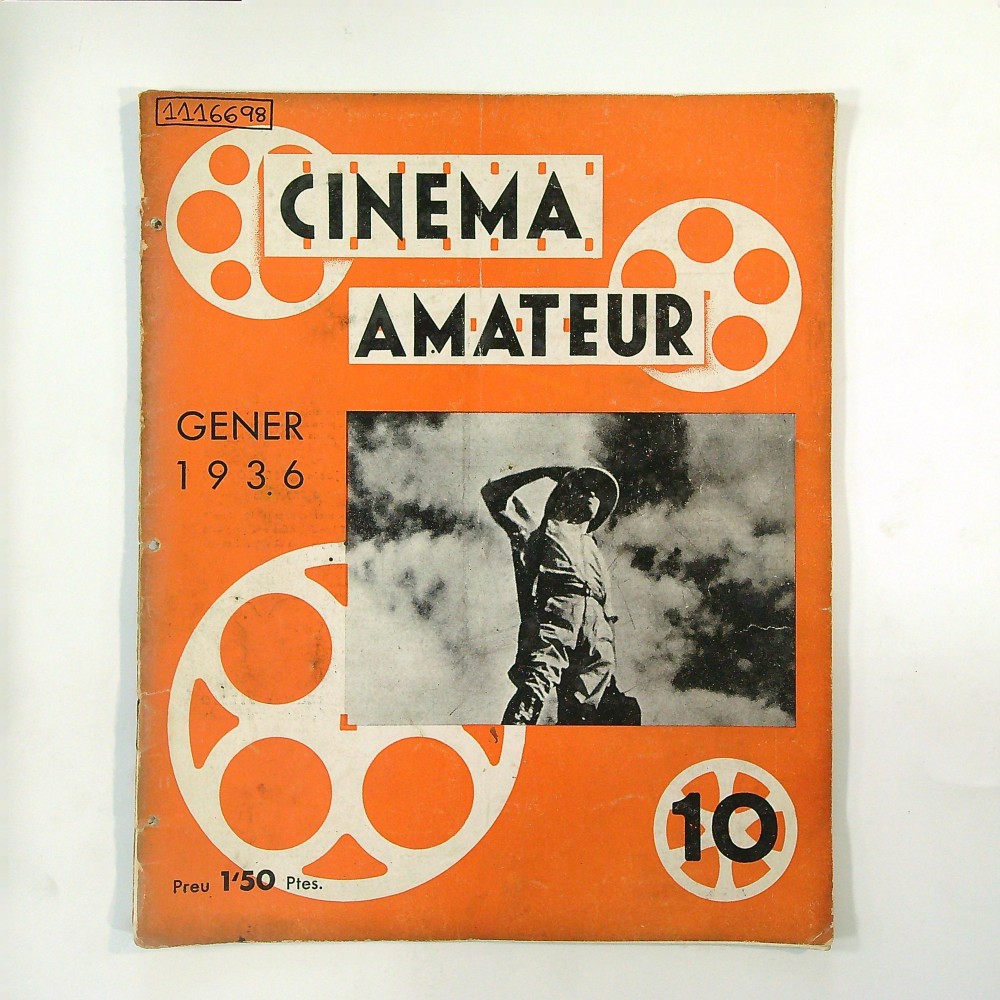 1116698
CINEMA
AMATEUR
GENER
1936
10
Preu 1'50 Ptes.